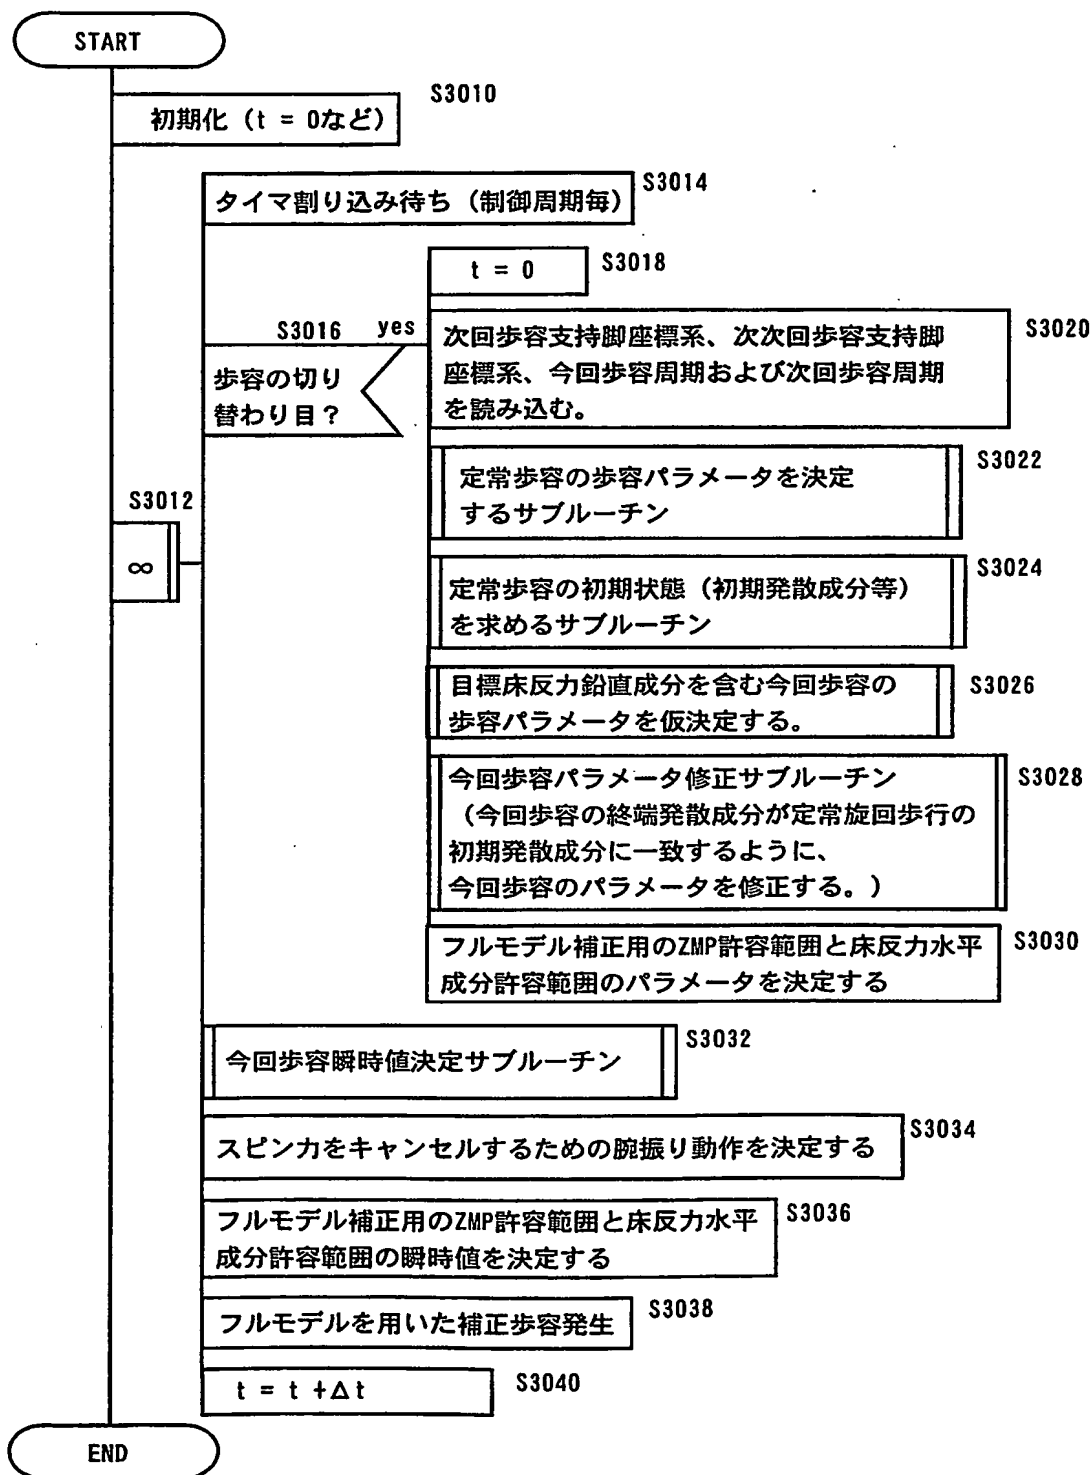 START
S3010
初期化（t = 0など）
S3014
タイマ割り込み待ち（制御周期毎）
S3018
t = 0
S3016 yes
歩容の切り
替わり目？
S3020
次回歩容支持脚座標系、次次回歩容支持脚
座標系、今回歩容周期および次回歩容周期
を読み込む。
S3022
定常歩容の歩容パラメータを決定
するサブルーチン
S3012
∞
S3024
定常歩容の初期状態（初期発散成分等）
を求めるサブルーチン
S3026
目標床反力鉛直成分を含む今回歩容の
歩容パラメータを仮決定する。
S3028
今回歩容パラメータ修正サブルーチン
（今回歩容の終端発散成分が定常旋回歩行の
初期発散成分に一致するように、
今回歩容のパラメータを修正する。）
S3030
フルモデル補正用のZMP許容範囲と床反力水平
成分許容範囲のパラメータを決定する
S3032
今回歩容瞬時値決定サブルーチン
S3034
スピン力をキャンセルするための腕振り動作を決定する
S3036
フルモデル補正用のZMP許容範囲と床反力水平
成分許容範囲の瞬時値を決定する
S3038
フルモデルを用いた補正歩容発生
S3040
t = t +Δt
END